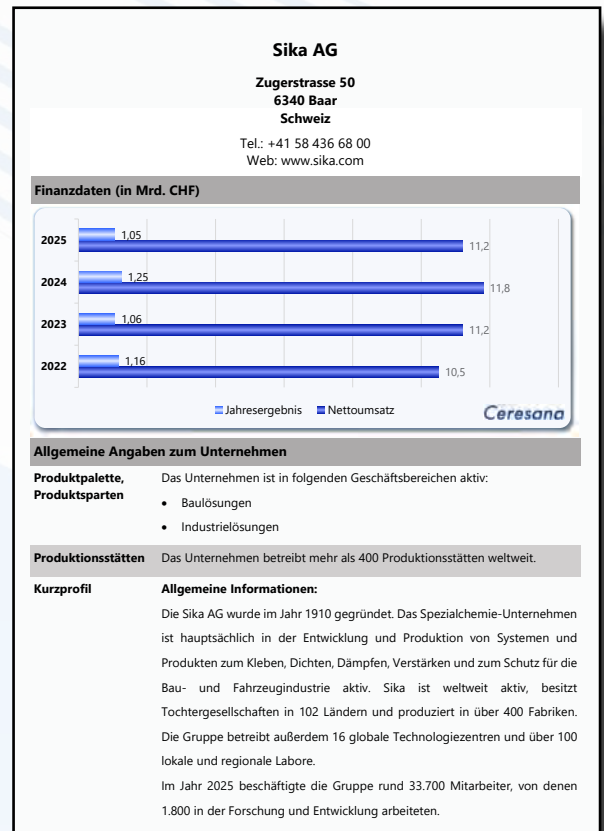 Sika AG
Zugerstrasse 50
6340 Baar
Schweiz
Tel.: +41 58 436 68 00
Web: www.sika.com
Finanzdaten (in Mrd. CHF)
2025
1,05
11,2
2024
1,25
11,8
2023
1,06
11,2
2022
1,16
10,5
Jahresergebnis Nettoumsatz
Ceresana
Allgemeine Angaben zum Unternehmen
Produktpalette, Das Unternehmen ist in folgenden Geschäftsbereichen aktiv:
Produktsparten
• Baulösungen
• Industrielösungen
Produktionsstätten Das Unternehmen betreibt mehr als 400 Produktionsstätten weltweit.
Kurzprofil Allgemeine Informationen:
Die Sika AG wurde im Jahr 1910 gegründet. Das Spezialchemie-Unternehmen
ist hauptsächlich in der Entwicklung und Produktion von Systemen und
Produkten zum Kleben, Dichten, Dämpfen, Verstärken und zum Schutz für die
Bau- und Fahrzeugindustrie aktiv. Sika ist weltweit aktiv, besitzt
Tochtergesellschaften in 102 Ländern und produziert in über 400 Fabriken.
Die Gruppe betreibt außerdem 16 globale Technologiezentren und über 100
lokale und regionale Labore.
Im Jahr 2025 beschäftigte die Gruppe rund 33.700 Mitarbeiter, von denen
1.800 in der Forschung und Entwicklung arbeiteten.